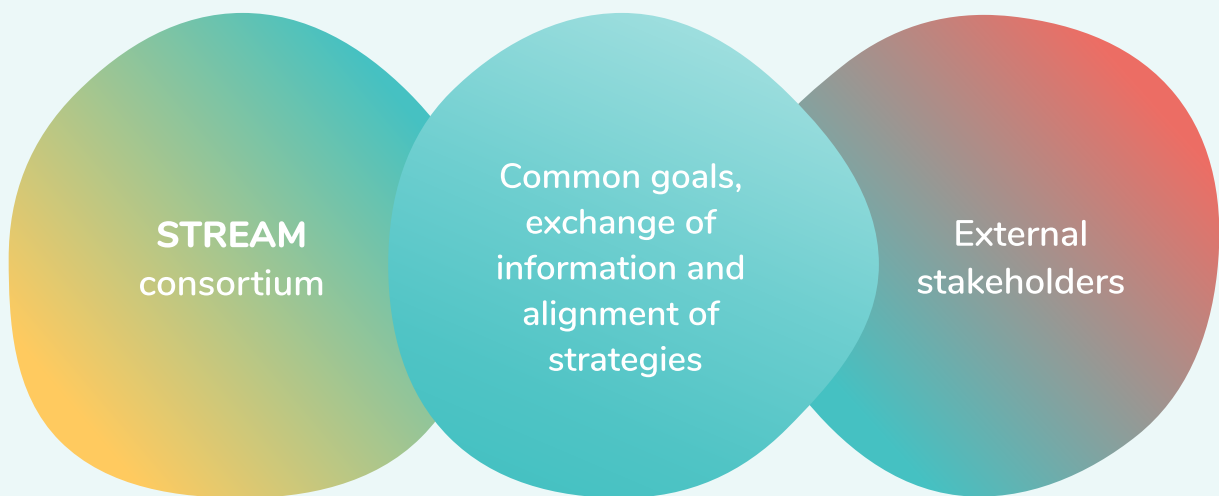 STREAM
consortium
Common goals,
exchange of
information and
alignment of
strategies
External
stakeholders